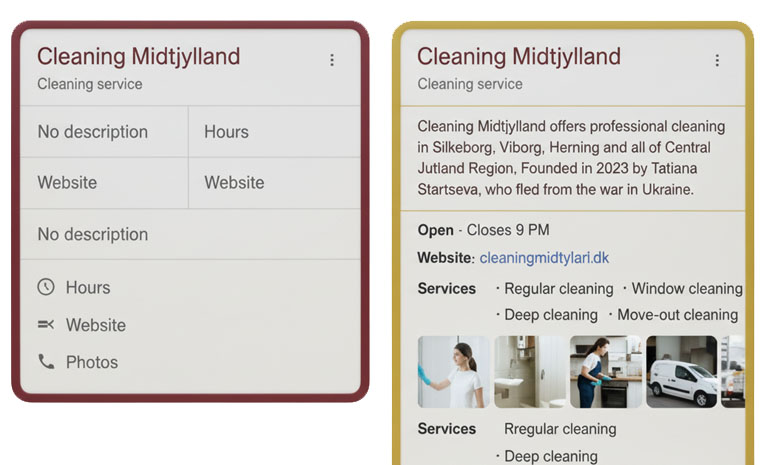 Cleaning Midtjylland
Cleaning service
No description
Hours
Website
Website
No description
Hours
Website
Photos
Cleaning Midtjylland
Cleaning service
Cleaning Midtjylland offers professional cleaning
in Silkeborg, Viborg, Herning and all of Central
Jutland Region, Founded in 2023 by Tatiana
Startseva, who fled from the war in Ukraine.
Open - Closes 9 PM
Website: cleaningmidtylari.dk
Services · Regular cleaning · Window cleaning
· Deep cleaning · Move-out cleaning
Services Rregular cleaning
· Deep cleaning